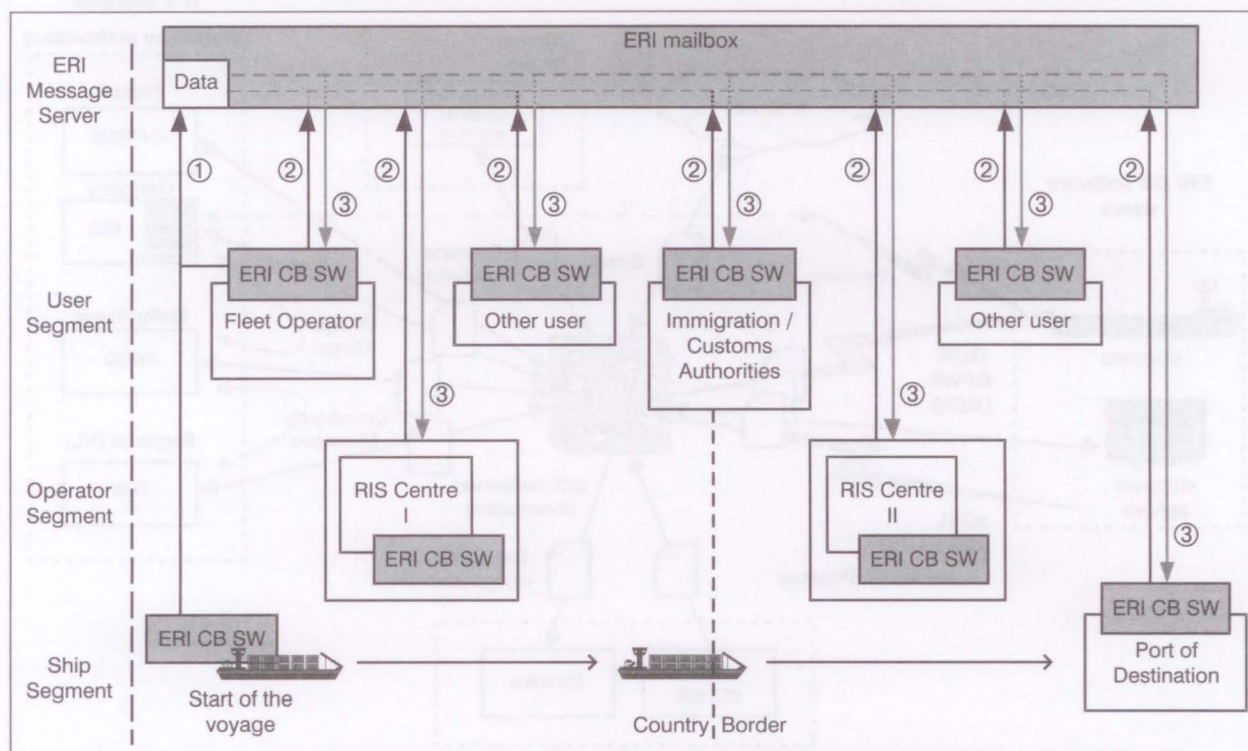 ERI mailbox
ERI
Message
Server
Data
①
②
③
②
③
②
③
②
③
②
③
②
③
②
③
②
③
User
Segment
ERI CB SW
Fleet Operator
ERI CB SW
Other user
ERI CB SW
Immigration /
Customs
Authorities
ERI CB SW
Other user
Operator
Segment
RIS Centre
I
ERI CB SW
RIS Centre
II
ERI CB SW
Ship
Segment
ERI CB SW
Start of the
voyage
Country
Border
ERI CB SW
Port of
Destination